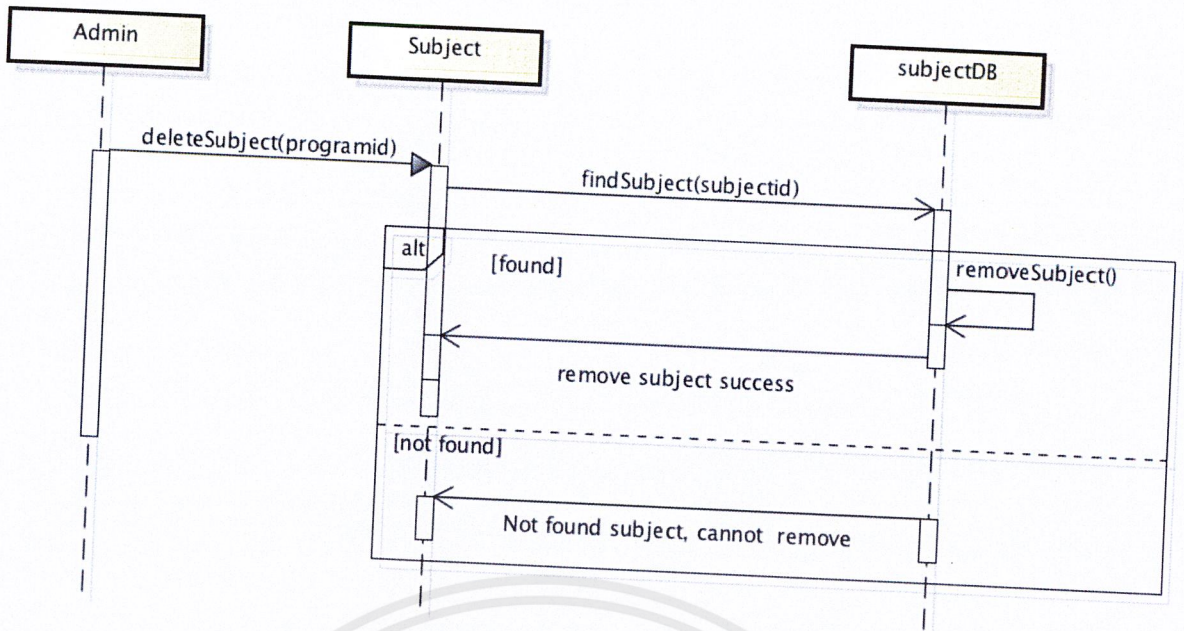 Admin
Subject
subjectDB
deleteSubject(programid)
findSubject(subjectid)
alt
[found]
removeSubject()
remove subject success
[not found]
Not found subject, cannot remove